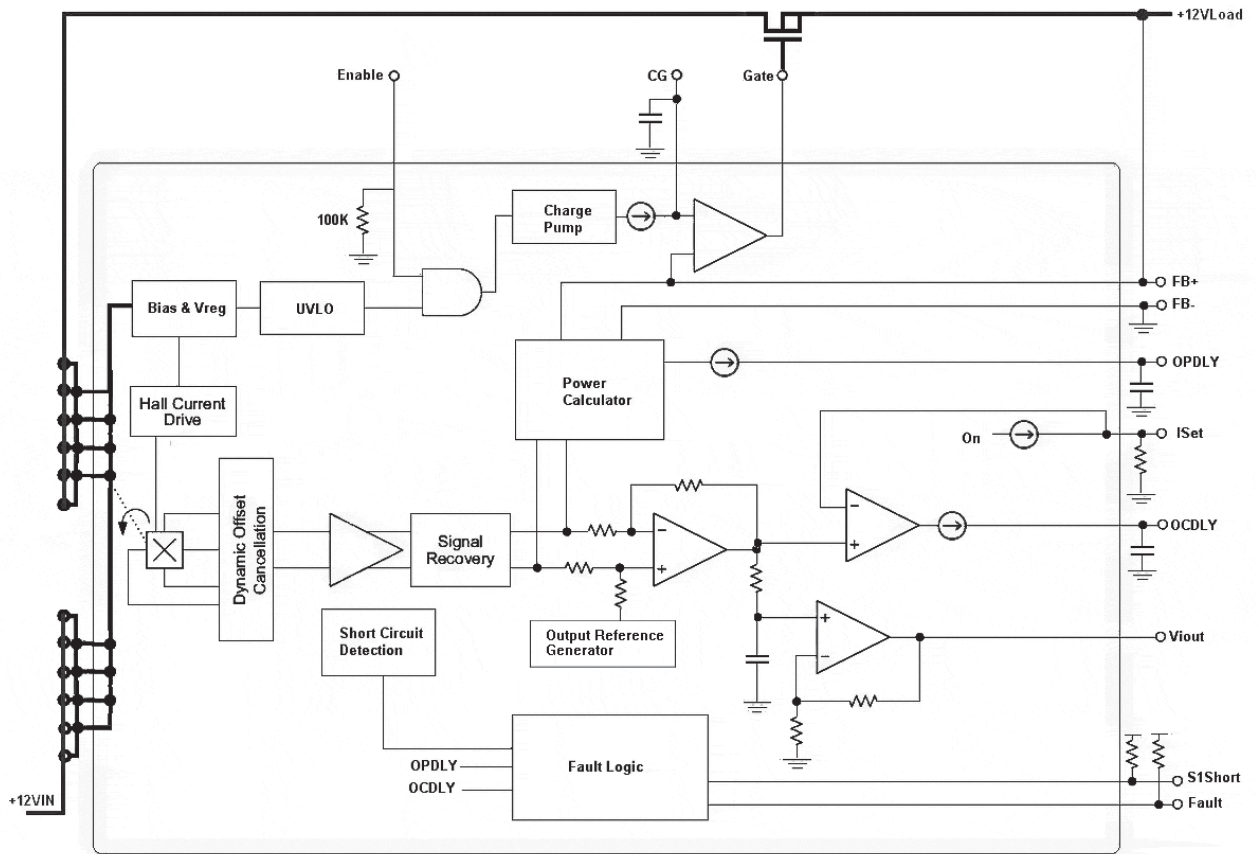 +12VLoad
Enable
CG
Gate
100K
Charge
Pump
Bias & Vreg
UVLO
FB+
FB-
Power
Calculator
OPDLY
Hall Current
Drive
On
ISet
Dynamic Offset
Cancellation
Signal
Recovery
−
+
−
+
OCDLY
Short Circuit
Detection
Output Reference
Generator
+
−
Viout
Fault Logic
OPDLY
OCDLY
S1Short
Fault
+12VIN